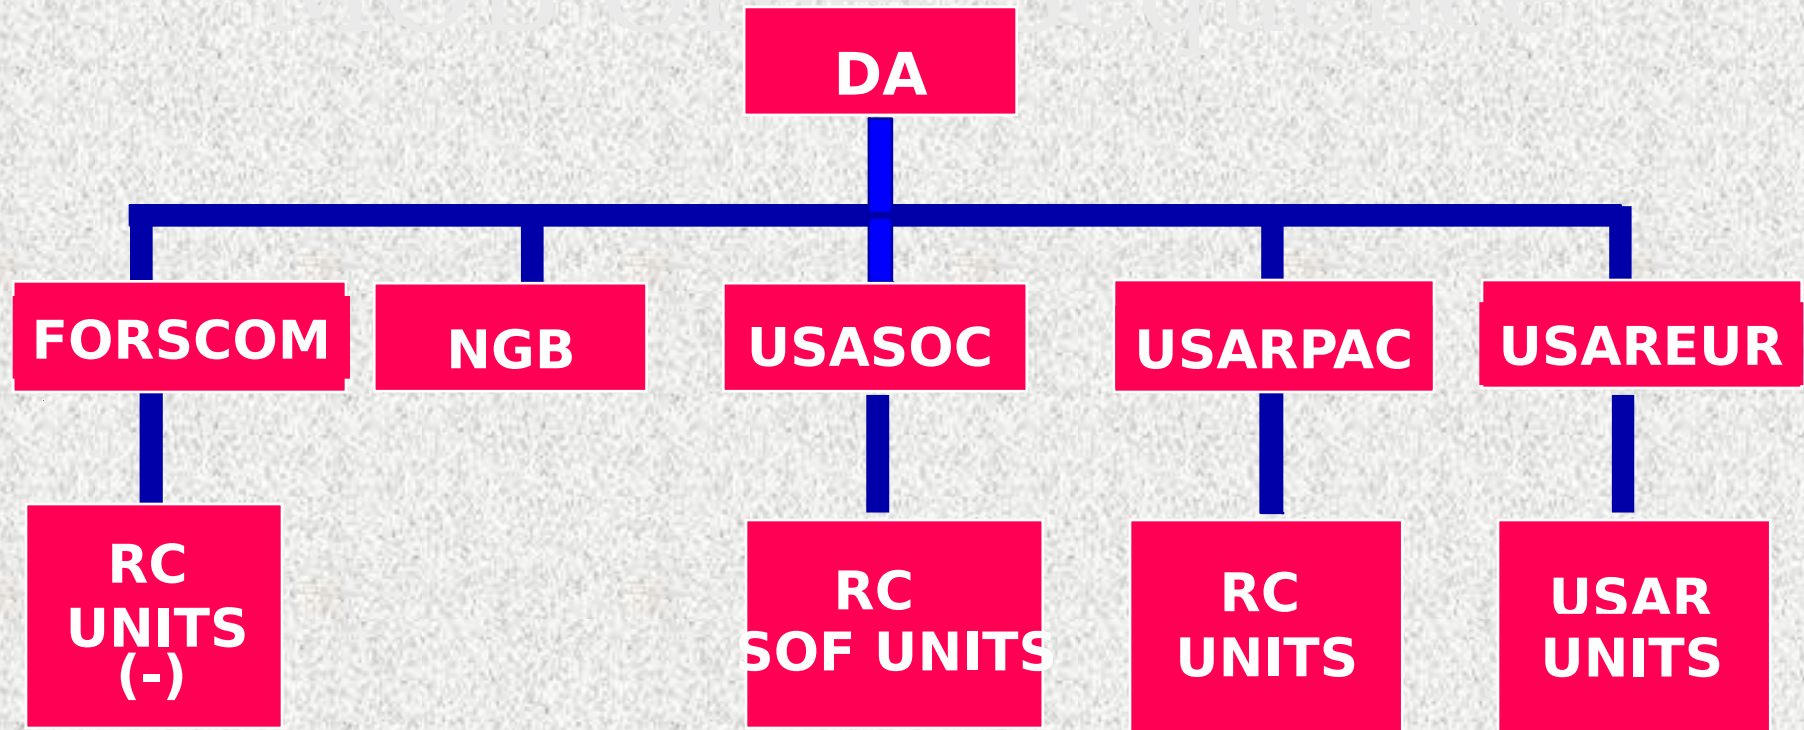 DA
FORSCOM
NGB
USASOC
USARPAC
USAREUR
RC
UNITS
(-)
RC
SOF UNITS
RC
UNITS
USAR
UNITS